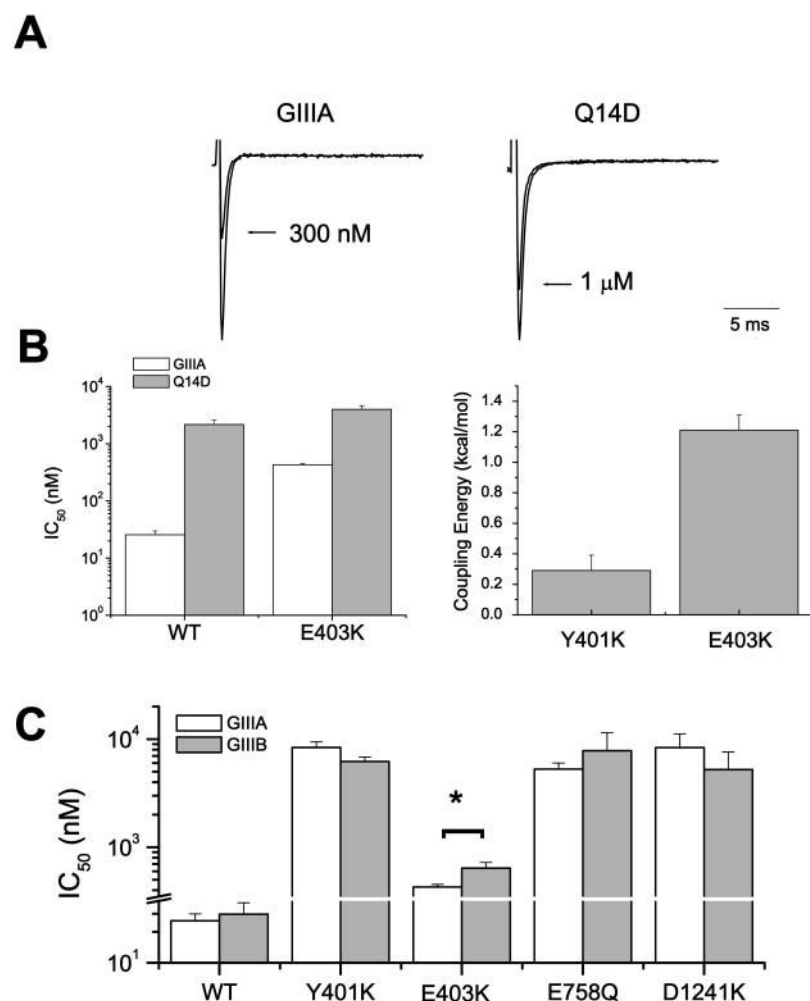 A
GIIIA
Q14D
300 nM
1 μM
5 ms
B
GIIIA
Q14D
IC50 (nM)
10^4
10^3
10^2
10^1
10^0
WT
E403K
Coupling Energy (kcal/mol)
1.4
1.2
1.0
0.8
0.6
0.4
0.2
0.0
Y401K
E403K
C
GIIIA
GIIIB
IC50 (nM)
10^4
10^3
10^1
*
WT
Y401K
E403K
E758Q
D1241K